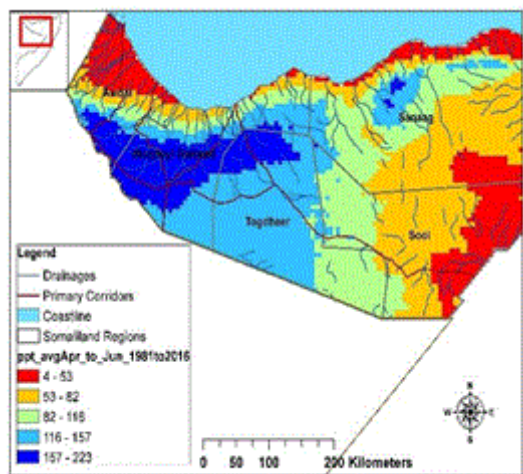 Awdal
Sanaag
Togdheer
Sool
Legend
Drainages
Primary Corridors
Coastline
Somaliland Regions
ppt_avgApr_to_Jun_1981to2016
4 - 53
53 - 82
82 - 116
116 - 157
157 - 223
N
W E
S
0 50 100 200 Kilometers